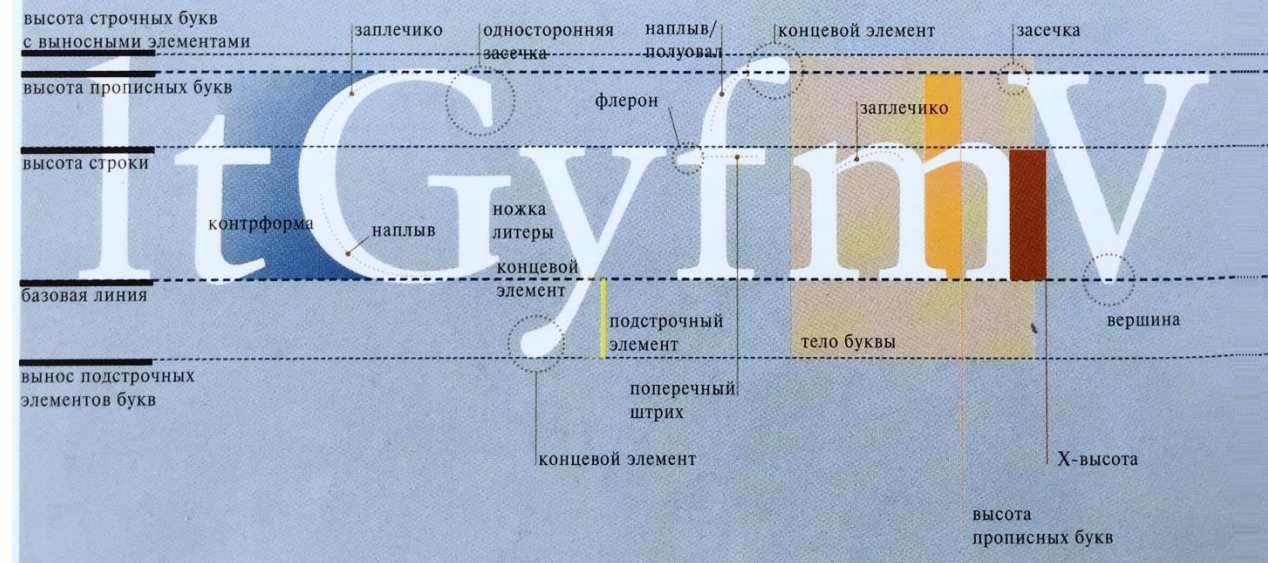 высота строчных букв
с выносными элементами
заплечико
односторонняя
засечка
наплыв/
полуовал
концевой элемент
засечка
высота прописных букв
флерон
заплечико
высота строки
ltGyfmV
контрформа
наплыв
ножка
литеры
концевой
элемент
базовая линия
подстрочный
элемент
тело буквы
вершина
вынос подстрочных
элементов букв
поперечный
штрих
концевой элемент
X-высота
высота
прописных букв